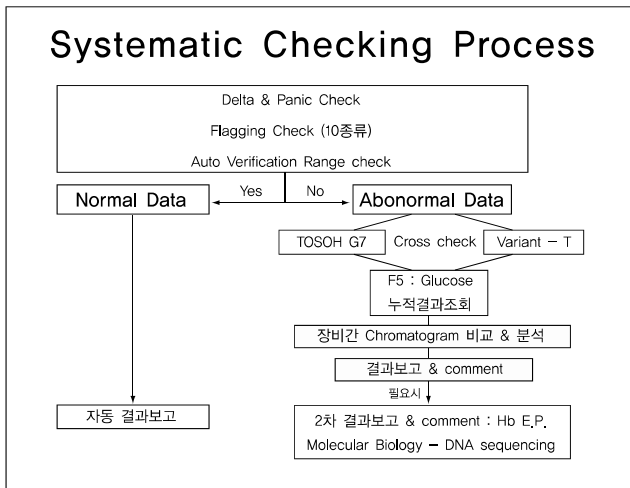 Systematic Checking Process
Delta & Panic Check
Flagging Check (10종류)
Auto Verification Range check
Yes
No
Normal Data
Abonormal Data
TOSOH G7
Cross check
Variant - T
F5 : Glucose
누적결과조회
장비간 Chromatogram 비교 & 분석
결과보고 & comment
필요시
자동 결과보고
2차 결과보고 & comment : Hb E.P.
Molecular Biology - DNA sequencing